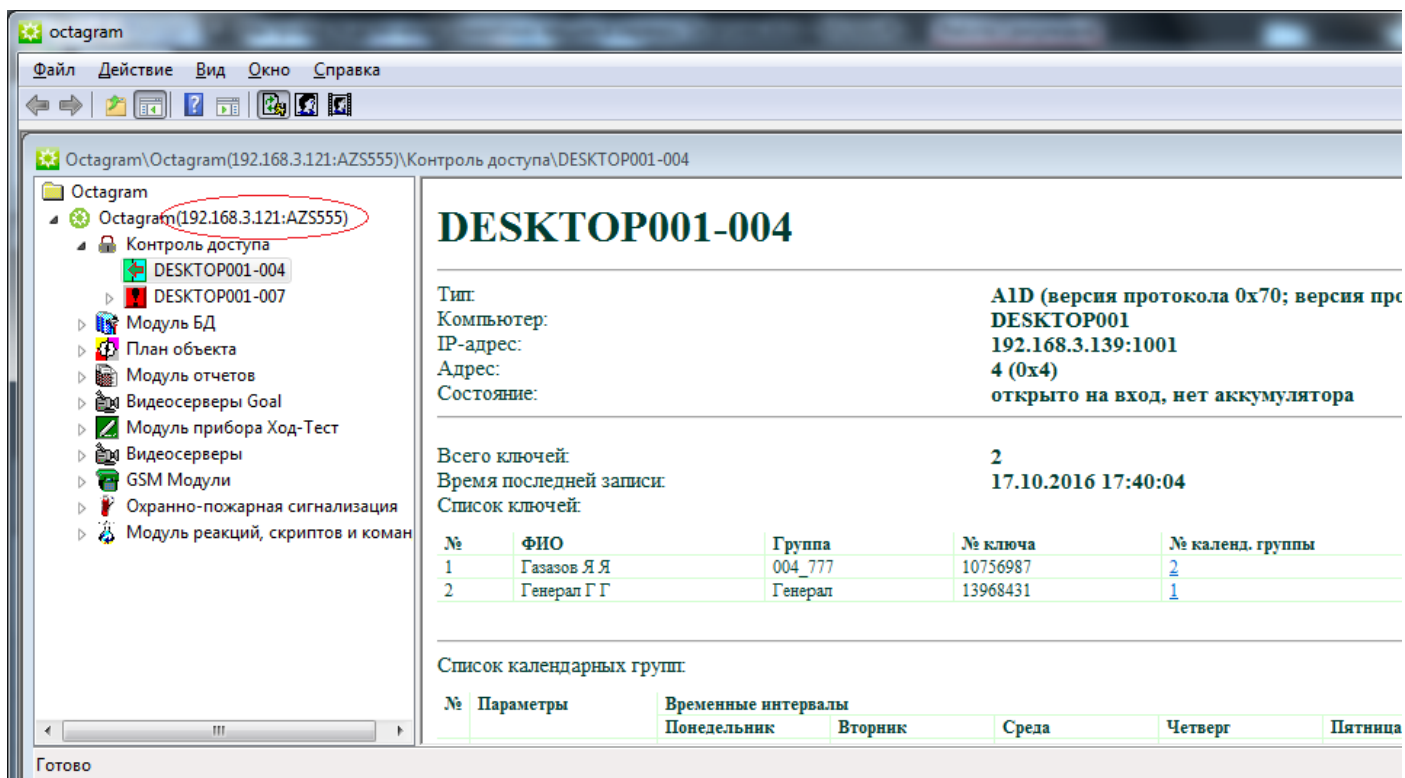 octagram
Файл Действие Вид Окно Справка
Octagram\Octagram(192.168.3.121:AZS555)\Контроль доступа\DESKTOP001-004
Octagram
Octagram(192.168.3.121:AZS555)
Контроль доступа
DESKTOP001-004
DESKTOP001-007
Модуль БД
План объекта
Модуль отчетов
Видеосерверы Goal
Модуль прибора Ход-Тест
Видеосерверы
GSM Модули
Охранно-пожарная сигнализация
Модуль реакций, скриптов и коман
DESKTOP001-004
Тип: A1D (версия протокола 0x70; версия про
Компьютер: DESKTOP001
IP-адрес: 192.168.3.139:1001
Адрес: 4 (0x4)
Состояние: открыто на вход, нет аккумулятора
Всего ключей: 2
Время последней записи: 17.10.2016 17:40:04
Список ключей:
№ ФИО Группа № ключа № календ. группы
1 Газазов Я Я 004_777 10756987 2
2 Генерал Г Г Генерал 13968431 1
Список календарных групп:
№ Параметры Временные интервалы
Понедельник Вторник Среда Четверг Пятница
Готово